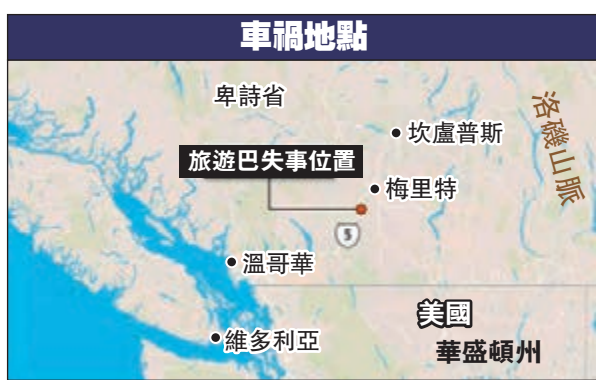 車禍地點
卑詩省
坎盧普斯
洛磯山脈
旅遊巴失事位置
梅里特
5
溫哥華
美國
維多利亞
華盛頓州